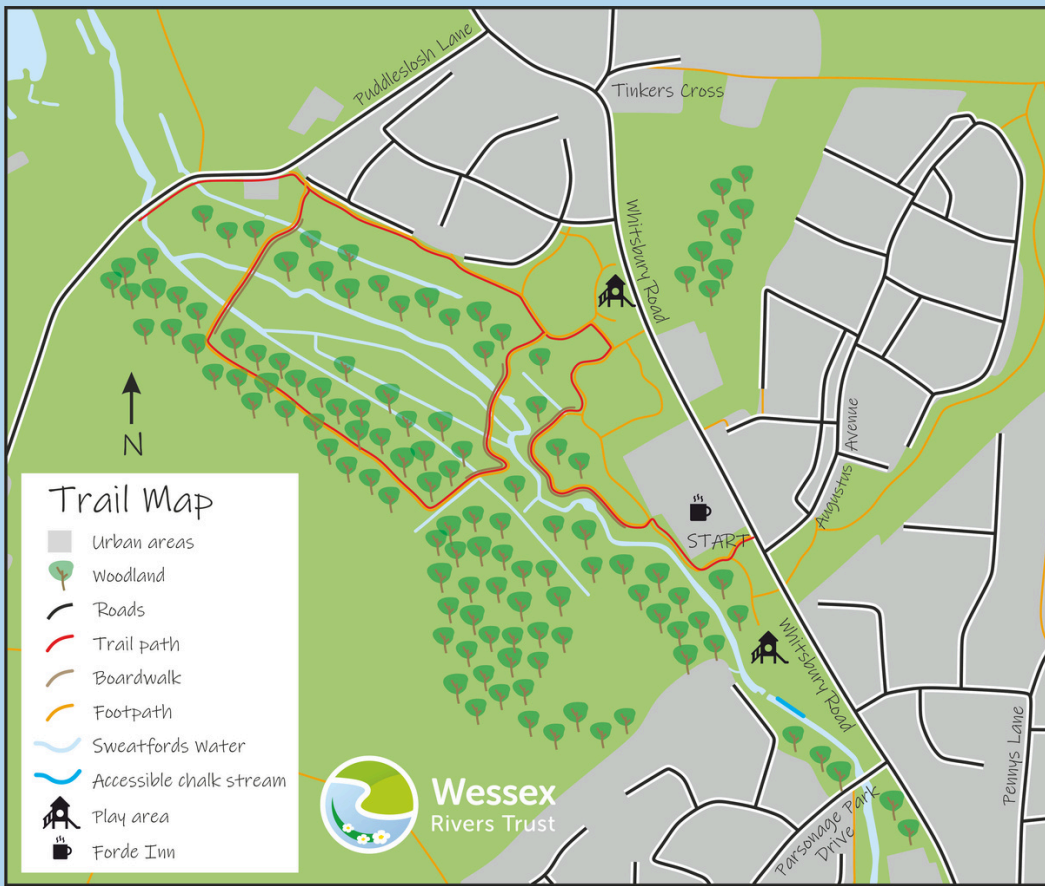 Puddleslosh Lane
Tinkers Cross
Whitsbury Road
Augustus Avenue
START
Whitsbury Road
Pennys Lane
Parsonage Park
Drive
N
Trail Map
Urban areas
Woodland
Roads
Trail path
Boardwalk
Footpath
Sweatfords Water
Accessible chalk stream
Play area
Forde Inn
Wessex
Rivers Trust